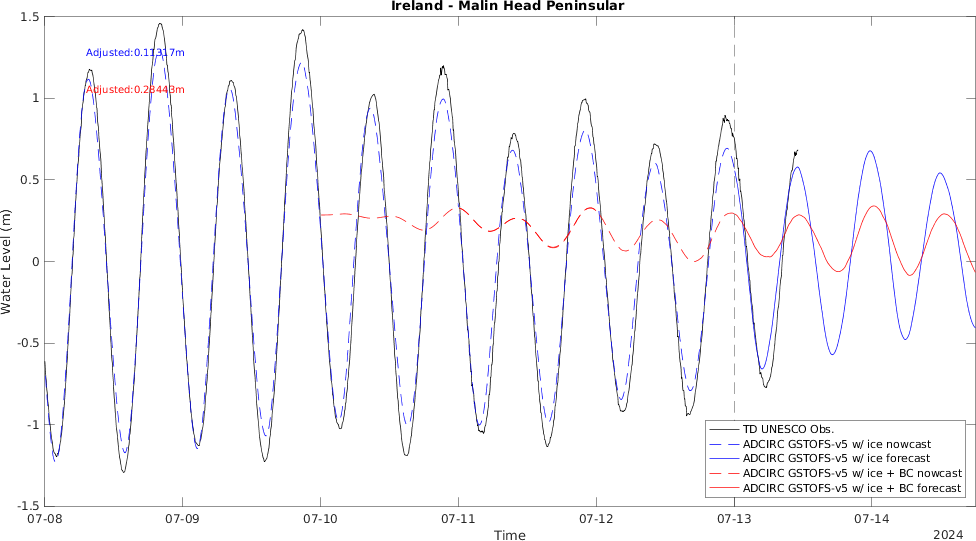 Ireland - Malin Head Peninsular
1.5
1
0.5
0
-0.5
-1
-1.5
Water Level (m)
Adjusted:0.11317m
Adjusted:0.23443m
TD UNESCO Obs.
ADCIRC GSTOFS-v5 w/ ice nowcast
ADCIRC GSTOFS-v5 w/ ice forecast
ADCIRC GSTOFS-v5 w/ ice + BC nowcast
ADCIRC GSTOFS-v5 w/ ice + BC forecast
07-08 07-09 07-10 07-11 07-12 07-13 07-14
Time
2024